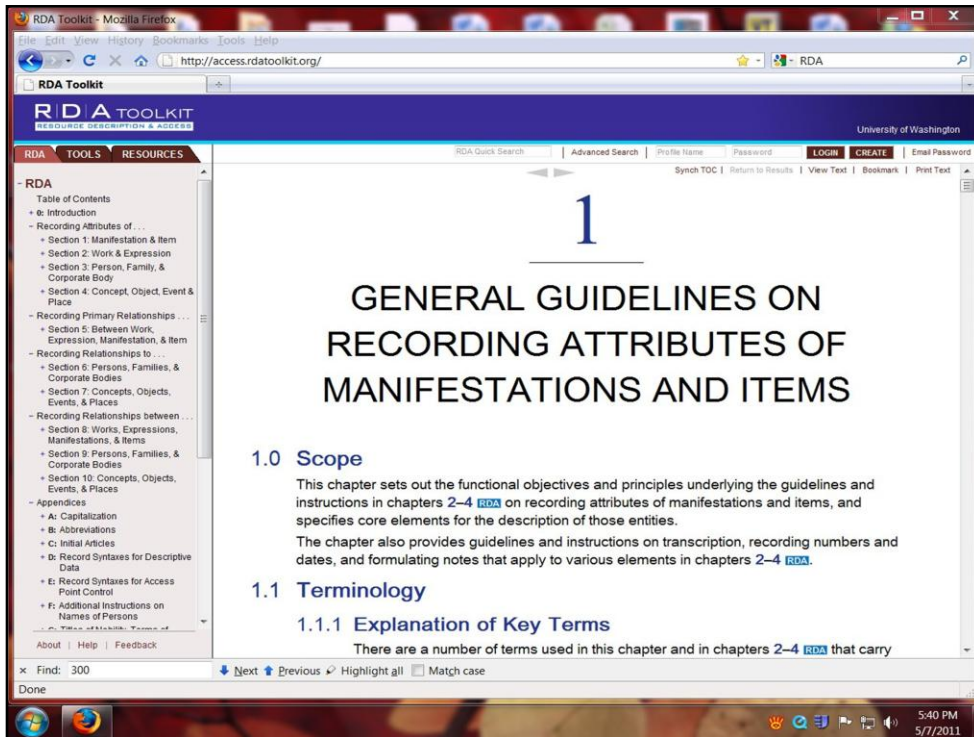 RDA Toolkit - Mozilla Firefox
File Edit View History Bookmarks Tools Help
http://access.rdatoolkit.org/
RDA
RDA Toolkit
R|D|A TOOLKIT
RESOURCE DESCRIPTION & ACCESS
University of Washington
RDA TOOLS RESOURCES
RDA Quick Search | Advanced Search | Profile Name Password LOGIN CREATE | Email Password
Synch TOC | Return to Results | View Text | Bookmark | Print Text
- RDA
Table of Contents
+ 0: Introduction
- Recording Attributes of . . .
+ Section 1: Manifestation & Item
+ Section 2: Work & Expression
+ Section 3: Person, Family, &
Corporate Body
+ Section 4: Concept, Object, Event &
Place
- Recording Primary Relationships . . .
+ Section 5: Between Work,
Expression, Manifestation, & Item
- Recording Relationships to . . .
+ Section 6: Persons, Families, &
Corporate Bodies
+ Section 7: Concepts, Objects,
Events, & Places
- Recording Relationships between . . .
+ Section 8: Works, Expressions,
Manifestations, & Items
+ Section 9: Persons, Families, &
Corporate Bodies
+ Section 10: Concepts, Objects,
Events, & Places
- Appendices
+ A: Capitalization
+ B: Abbreviations
+ C: Initial Articles
+ D: Record Syntaxes for Descriptive
Data
+ E: Record Syntaxes for Access
Point Control
+ F: Additional Instructions on
Names of Persons
+ G: Titles of Nobility, Terms of
About | Help | Feedback
1
GENERAL GUIDELINES ON
RECORDING ATTRIBUTES OF
MANIFESTATIONS AND ITEMS
1.0 Scope
This chapter sets out the functional objectives and principles underlying the guidelines and
instructions in chapters 2–4 RDA on recording attributes of manifestations and items, and
specifies core elements for the description of those entities.
The chapter also provides guidelines and instructions on transcription, recording numbers and
dates, and formulating notes that apply to various elements in chapters 2–4 RDA.
1.1 Terminology
1.1.1 Explanation of Key Terms
There are a number of terms used in this chapter and in chapters 2–4 RDA that carry
× Find: 300 Next Previous Highlight all Match case
Done
5:40 PM
5/7/2011